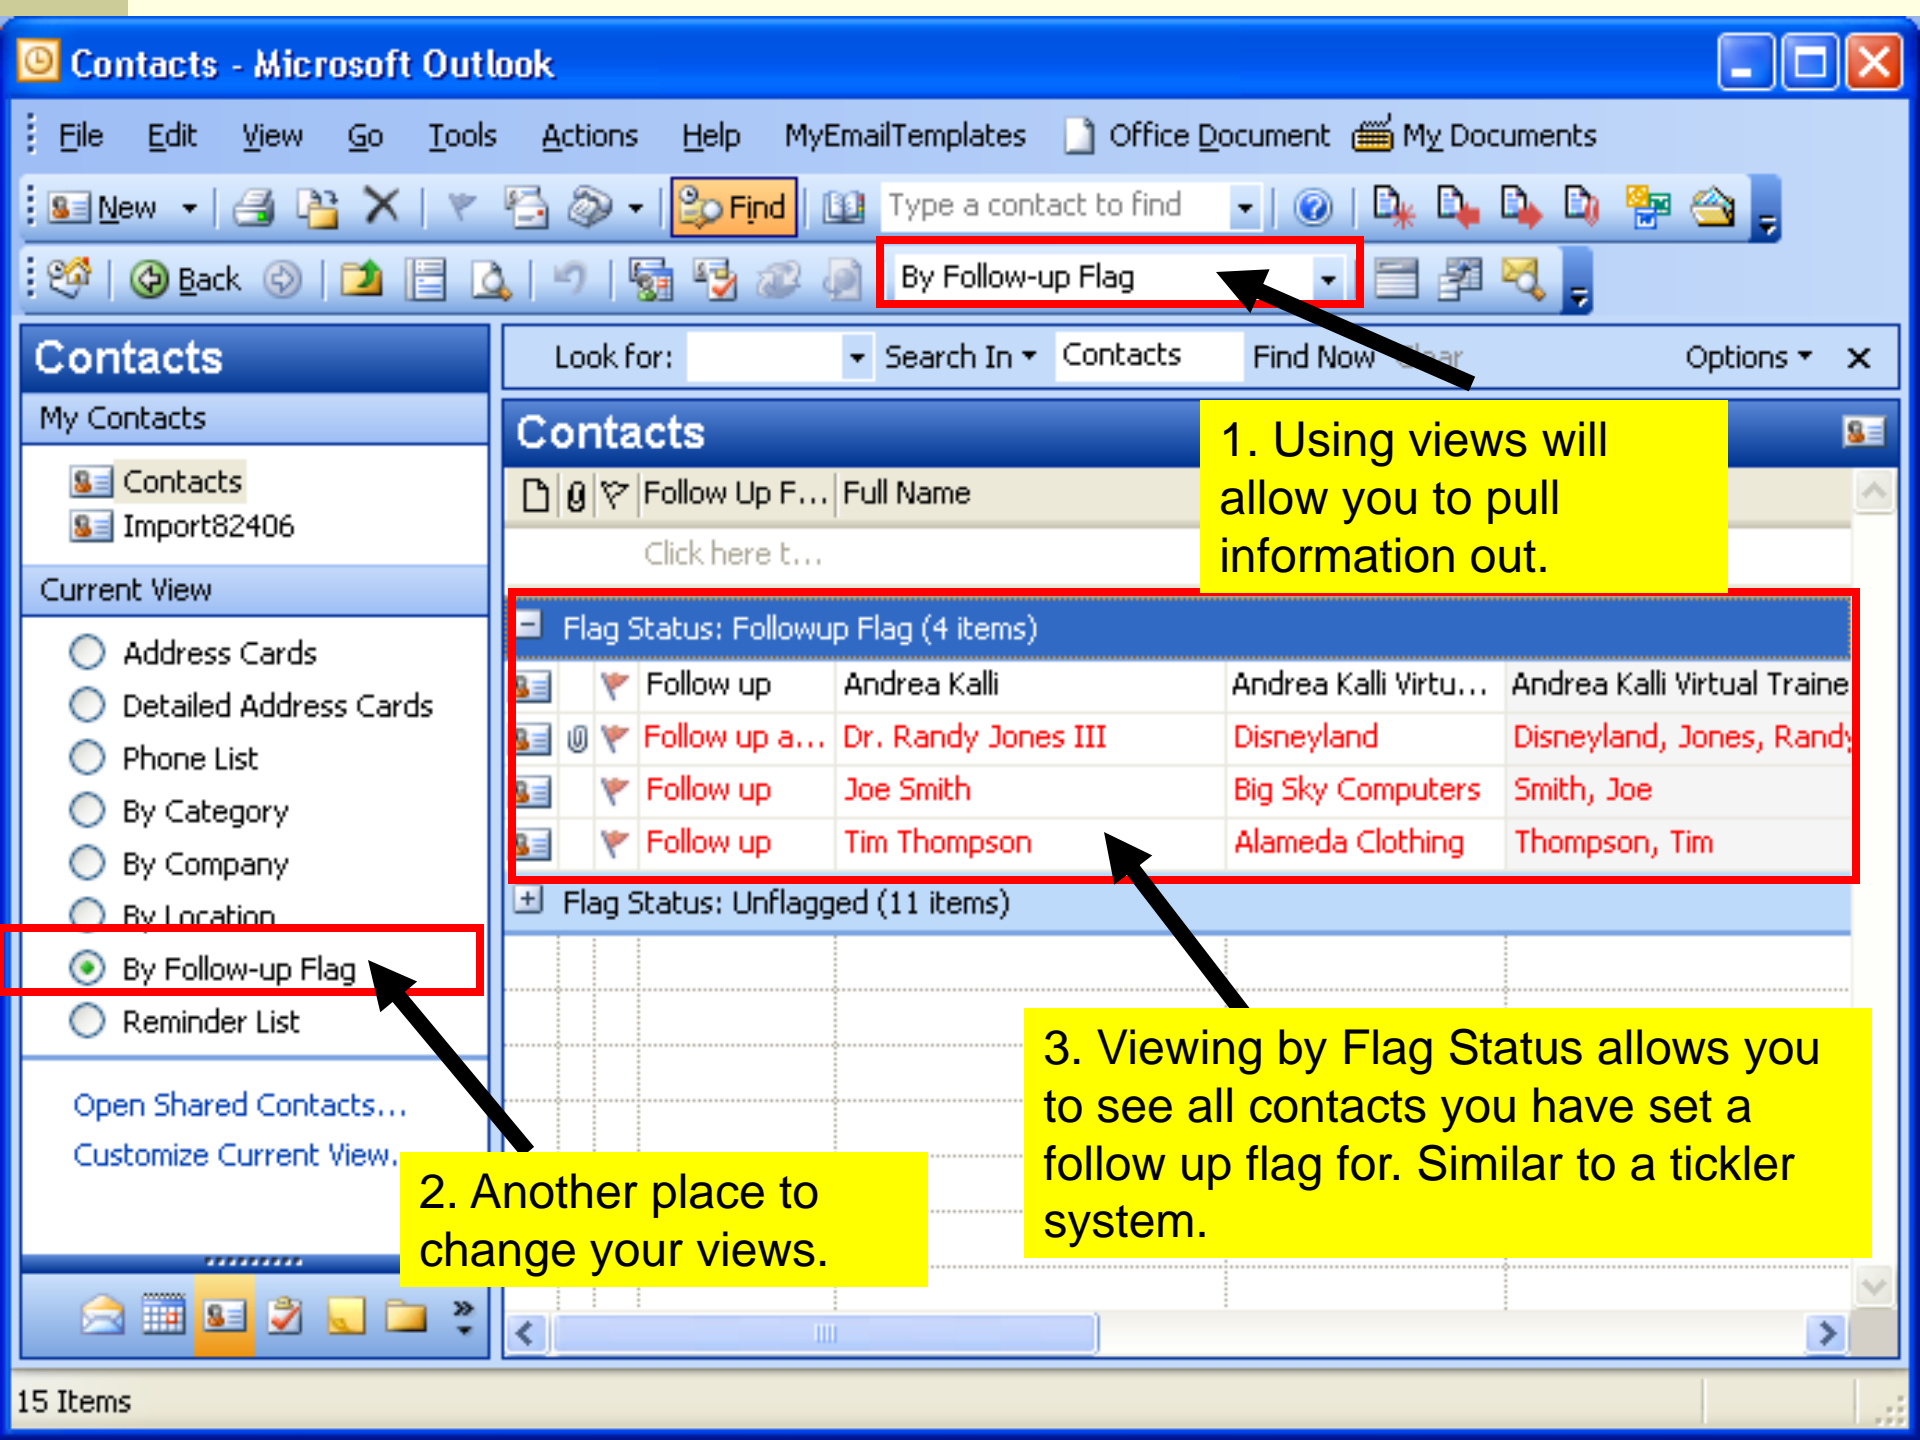 Contacts - Microsoft Outlook
File Edit View Go Tools Actions Help MyEmailTemplates Office Document My Documents
New Find Type a contact to find
Back By Follow-up Flag
Contacts
Look for: Search In Contacts Find Now Options
My Contacts
Contacts
Import82406
Current View
Address Cards
Detailed Address Cards
Phone List
By Category
By Company
By Location
By Follow-up Flag
Reminder List
Open Shared Contacts...
Customize Current View.
Contacts
Follow Up F... Full Name
Click here t...
Flag Status: Followup Flag (4 items)
Follow up Andrea Kalli Andrea Kalli Virtu... Andrea Kalli Virtual Traine
Follow up a... Dr. Randy Jones III Disneyland Disneyland, Jones, Randy
Follow up Joe Smith Big Sky Computers Smith, Joe
Follow up Tim Thompson Alameda Clothing Thompson, Tim
Flag Status: Unflagged (11 items)
1. Using views will
allow you to pull
information out.
2. Another place to
change your views.
3. Viewing by Flag Status allows you
to see all contacts you have set a
follow up flag for. Similar to a tickler
system.
15 Items